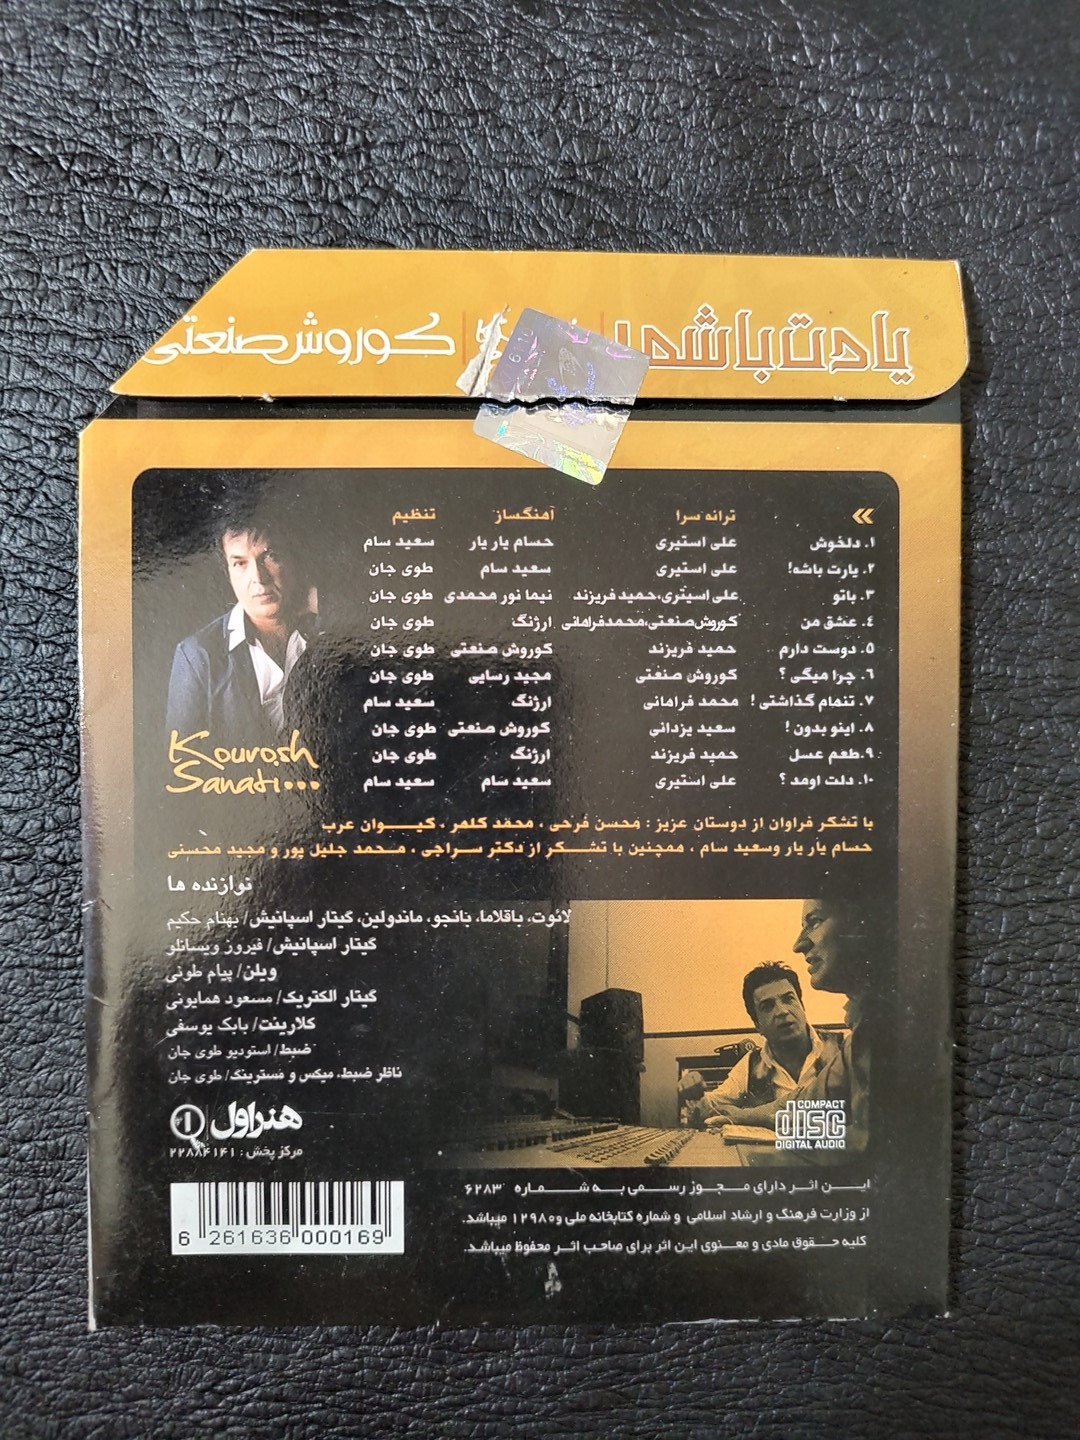 یادت باشه! کوروش صنعتی
» ترانه سرا آهنگساز تنظیم
۱. دلخوش علی استیری حسام یار یار سعید سام
۲. یارت باشه! علی استیری سعید سام طوی جان
۳. باتو علی اسیتری،حمید فریزند نیما نور محمدی طوی جان
۴. عشق من کوروش صنعتی،محمدفراهانی ارژنگ طوی جان
۵. دوست دارم حمید فریزند کوروش صنعتی طوی جان
۶. چرا میگی ؟ کوروش صنفتی مجید رسایی طوی جان
۷. تنهام گذاشتی ! محمد فراهانی ارژنگ سعید سام
۸. اینو بدون ! سعید یزدانی کوروش صنعتی طوی جان
۹.طعم عسل حمید فریزند ارژنگ طوی جان
۱۰. دلت اومد ؟ علی استیری سعید سام سعید سام
Kourosh
Sanati...
با تشکر فراوان از دوستان عزیز : محسن فرحی ، محمد کلهر ، کیوان عرب
حسام یار یار وسعید سام ، همچنین با تشکر از دکتر سراجی ، محمد جلیل پور و مجید محسنی
نوازنده ها
لائوت، باقلاما، بانجو، ماندولین، گیتار اسپانیش/ بهنام حکیم
گیتار اسپانیش/ فیروز ویسانلو
ویلن/ پیام طونی
گیتار الکتریک/ مسعود همایونی
کلارینت/ بابک یوسفی
ضبط/ استودیو طوی جان
ناظر ضبط، میکس و مسترینگ/ طوی جان
هنر اول
مرکز پخش : ۲۲۸۸۴۱۴۱
COMPACT
disc
DIGITAL AUDIO
این اثر دارای مجوز رسمی به شماره ۶۲۸۳
از وزارت فرهنگ و ارشاد اسلامی و شماره کتابخانه ملی و۱۲۹۸۰ میباشد.
کلیه حقوق مادی و معنوی این اثر برای صاحب اثر محفوظ میباشد.
6 261636 000169